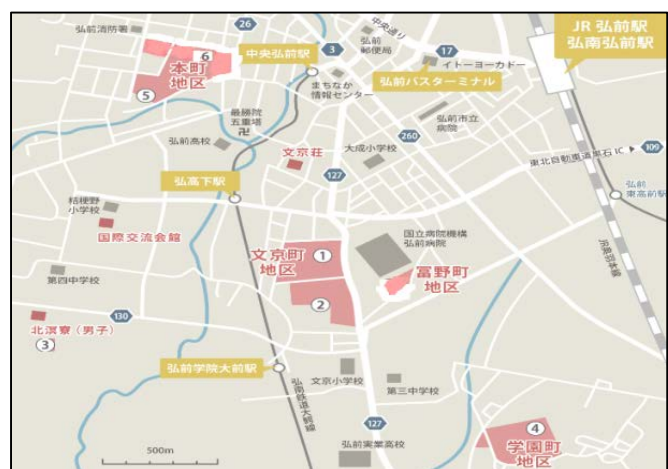 弘前消防署
26
中央弘前駅
3
中央通り
弘前
郵便局
17
イトーヨーカドー
JR 弘前駅
弘南弘前駅
6
本町
地区
5
まちなか
情報センター
弘前バスターミナル
最勝院
五重塔
卍
弘前市立
病院
弘前高校
260
大成小学校
文京荘
東北自動車道黒石IC
109
127
弘高下駅
弘前
東高前駅
桔梗野
小学校
国際交流会館
国立病院機構
弘前病院
JR奥羽本線
文京町
地区
1
2
富野町
地区
第四中学校
130
北溟寮（男子）
3
弘前学院大前駅
文京小学校
第三中学校
弘南鉄道大鰐線
127
4
学園町
地区
500m
弘前実業高校